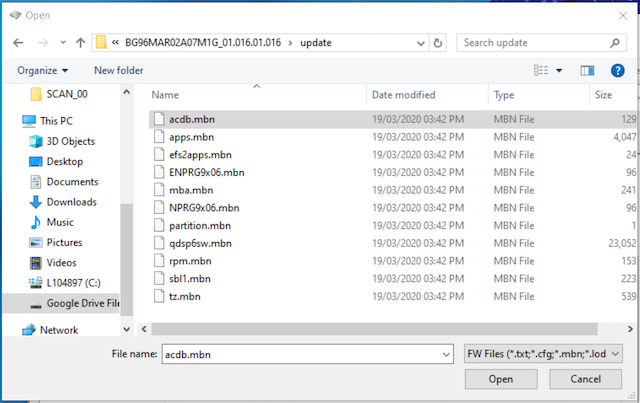 Open
« BG96MAR02A07M1G_01.016.01.016 > update
Search update
Organize New folder
SCAN_00
This PC
3D Objects
Desktop
Documents
Downloads
Music
Pictures
Videos
L104897 (C:)
Google Drive File
Network
Name Date modified Type Size
acdb.mbn 19/03/2020 03:42 PM MBN File 129
apps.mbn 19/03/2020 03:42 PM MBN File 4,047
efs2apps.mbn 19/03/2020 03:42 PM MBN File 24
ENPRG9x06.mbn 19/03/2020 03:42 PM MBN File 96
mba.mbn 19/03/2020 03:42 PM MBN File 241
NPRG9x06.mbn 19/03/2020 03:42 PM MBN File 96
partition.mbn 19/03/2020 03:42 PM MBN File 1
qdsp6sw.mbn 19/03/2020 03:42 PM MBN File 23,052
rpm.mbn 19/03/2020 03:42 PM MBN File 153
sbl1.mbn 19/03/2020 03:42 PM MBN File 223
tz.mbn 19/03/2020 03:42 PM MBN File 539
File name: acdb.mbn FW Files (*.txt;*.cfg;*.mbn;*.lod
Open Cancel